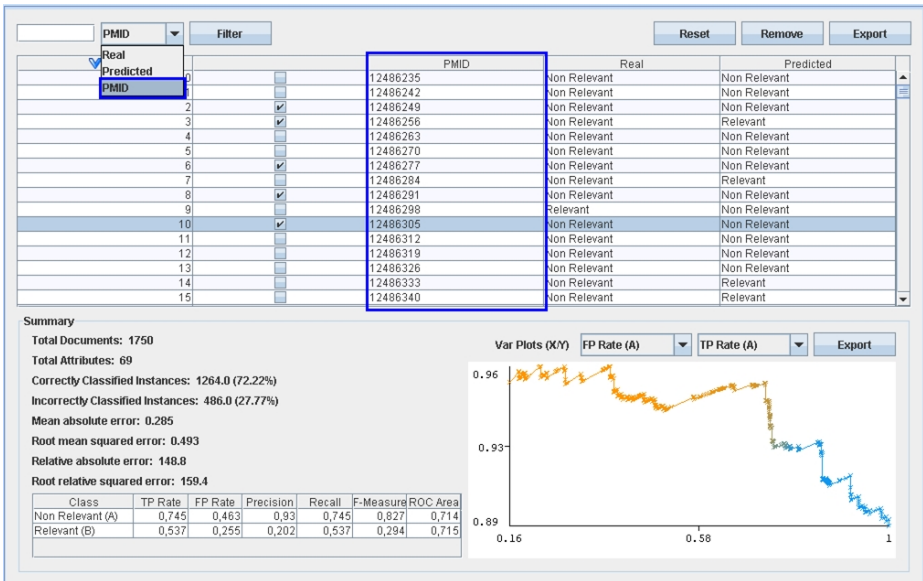 PMID Filter Reset Remove Export
Real
Predicted
PMID
PMID Real Predicted
0 12486235 Non Relevant Non Relevant
12486242 Non Relevant Non Relevant
2 12486249 Non Relevant Non Relevant
3 12486256 Non Relevant Relevant
4 12486263 Non Relevant Non Relevant
5 12486270 Non Relevant Non Relevant
6 12486277 Non Relevant Non Relevant
7 12486284 Non Relevant Relevant
8 12486291 Non Relevant Non Relevant
9 12486298 Relevant Non Relevant
10 12486305 Non Relevant Non Relevant
11 12486312 Non Relevant Non Relevant
12 12486319 Non Relevant Non Relevant
13 12486326 Non Relevant Non Relevant
14 12486333 Non Relevant Relevant
15 12486340 Non Relevant Relevant
Summary
Total Documents: 1750
Total Attributes: 69
Correctly Classified Instances: 1264.0 (72.22%)
Incorrectly Classified Instances: 486.0 (27.77%)
Mean absolute error: 0.285
Root mean squared error: 0.493
Relative absolute error: 148.8
Root relative squared error: 159.4
Class TP Rate FP Rate Precision Recall F-Measure ROC Area
Non Relevant (A) 0,745 0,463 0,93 0,745 0,827 0,714
Relevant (B) 0,537 0,255 0,202 0,537 0,294 0,715
Var Plots (X/Y) FP Rate (A) TP Rate (A) Export
0.96
0.93
0.89
0.16 0.58 1